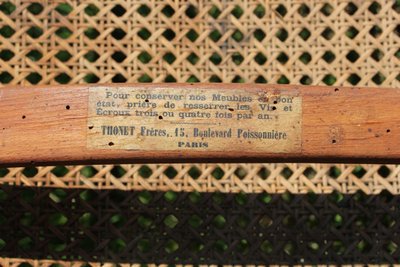 Pour conserver nos Meubles en bon
état, prière de resserrer les Vis et
Écroux trois ou quatre fois par an.
THONET Frères, 15, Boulevard Poissonnière
PARIS